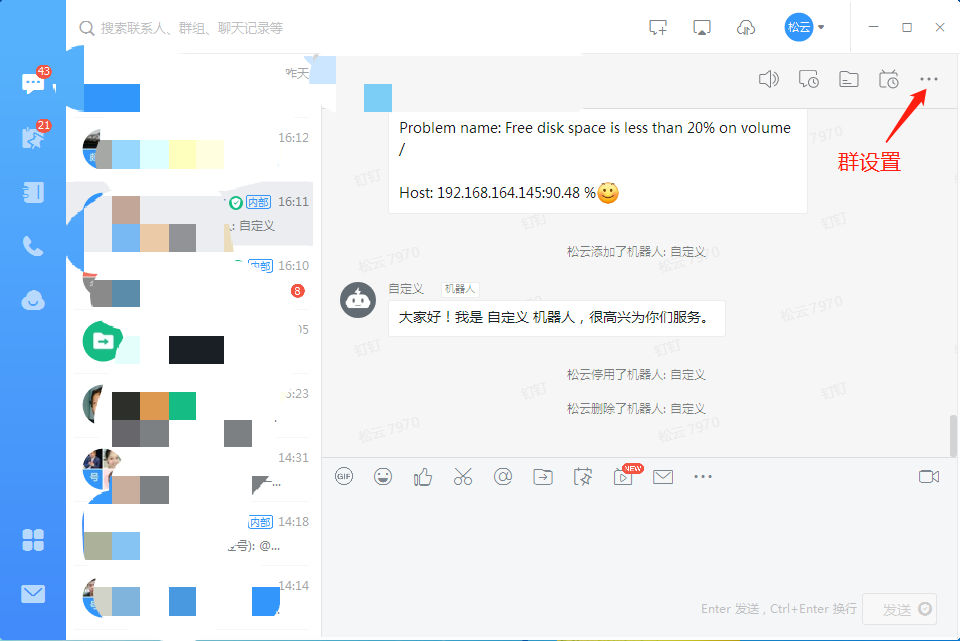 搜索联系人、群组、聊天记录等
松云
43
21
昨天
16:12
内部 16:11
: 自定义
内部 16:10
8
05
5:23
号
14:31
...
内部 14:18
号): @...
14:14
群设置
Problem name: Free disk space is less than 20% on volume
/
Host: 192.168.164.145:90.48 %
松云添加了机器人: 自定义
自定义 机器人
大家好！我是 自定义 机器人，很高兴为你们服务。
松云停用了机器人: 自定义
松云删除了机器人: 自定义
钉钉
松云 7970
GIF
NEW
Enter 发送 , Ctrl+Enter 换行
发送